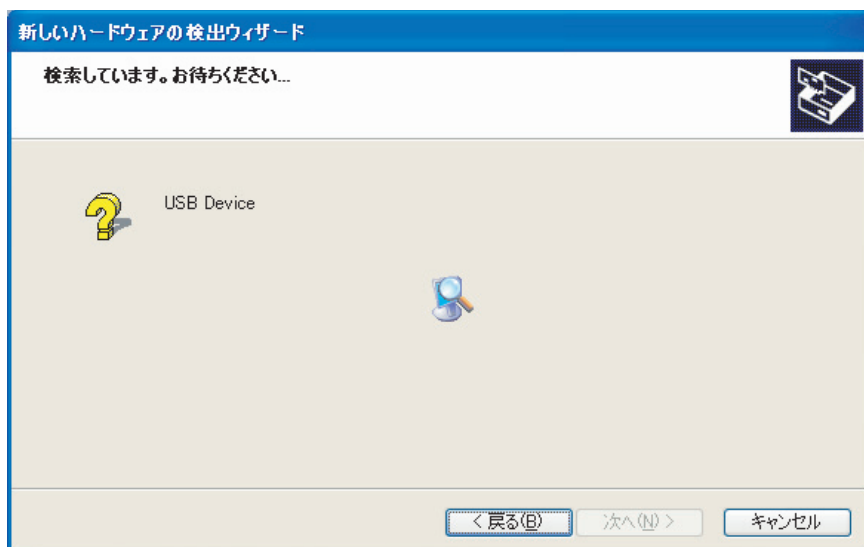 新しいハードウェアの検出ウィザード
検索しています。お待ちください...
USB Device
< 戻る(B)
次へ(N) >
キャンセル